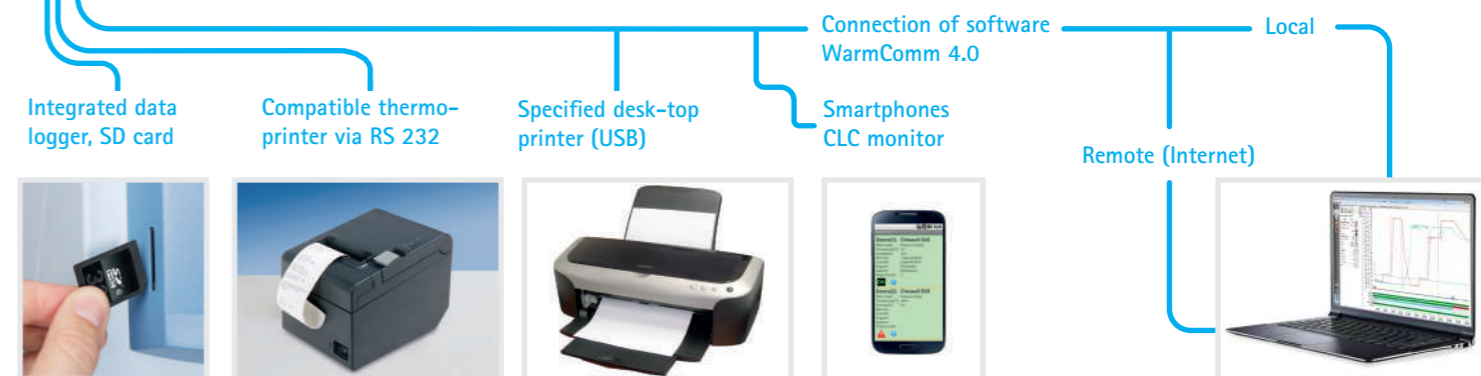 Connection of software
WarmComm 4.0
Local
Integrated data
logger, SD card
Compatible thermo-
printer via RS 232
Specified desk-top
printer (USB)
Smartphones
CLC monitor
Remote (Internet)